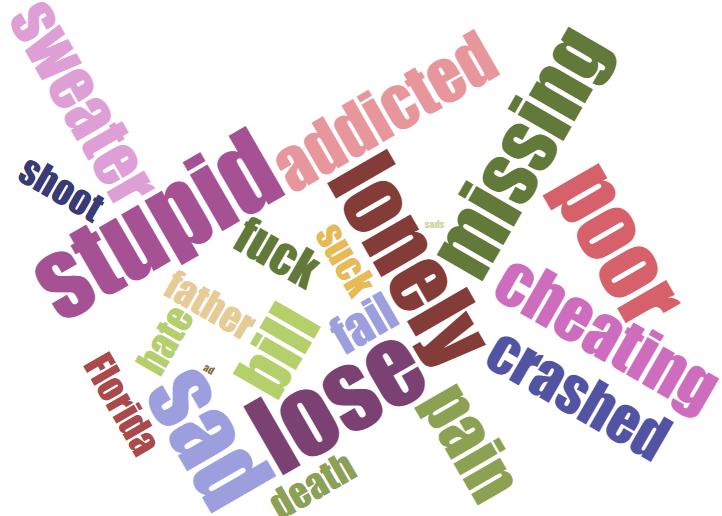 sweater
addicted
missing
shoot
stupid
lonely
poor
fuck
suck
sads
cheating
father
hate
bill
fail
crashed
Florida
ad
sad
lose
pain
death